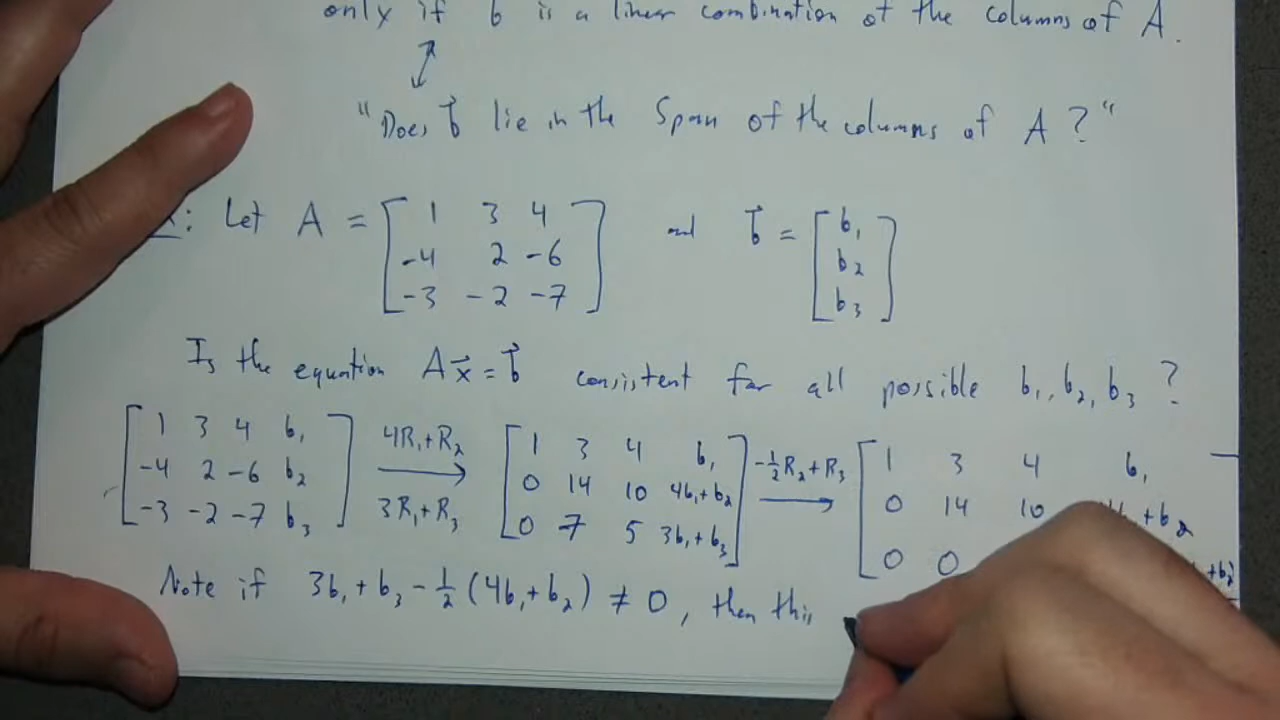 only if b is a linear combination of the columns of A.
"Does b⃗ lie in the Span of the columns of A?"
: Let A = [ 1 3 4 and b⃗ = [ b₁
-4 2 -6 b₂
-3 -2 -7 ] b₃ ]
Is the equation Ax⃗ = b⃗ consistent for all possible b₁, b₂, b₃ ?
[ 1 3 4 b₁ 4R₁+R₂ [ 1 3 4 b₁ -½R₂+R₃ [ 1 3 4 b₁
-4 2 -6 b₂ → 0 14 10 4b₁+b₂ → 0 14 10 + b₂
-3 -2 -7 b₃ ] 3R₁+R₃ 0 7 5 3b₁+b₃ ] 0 0 +b₂
Note if 3b₁ + b₃ - ½(4b₁+b₂) ≠ 0, then this